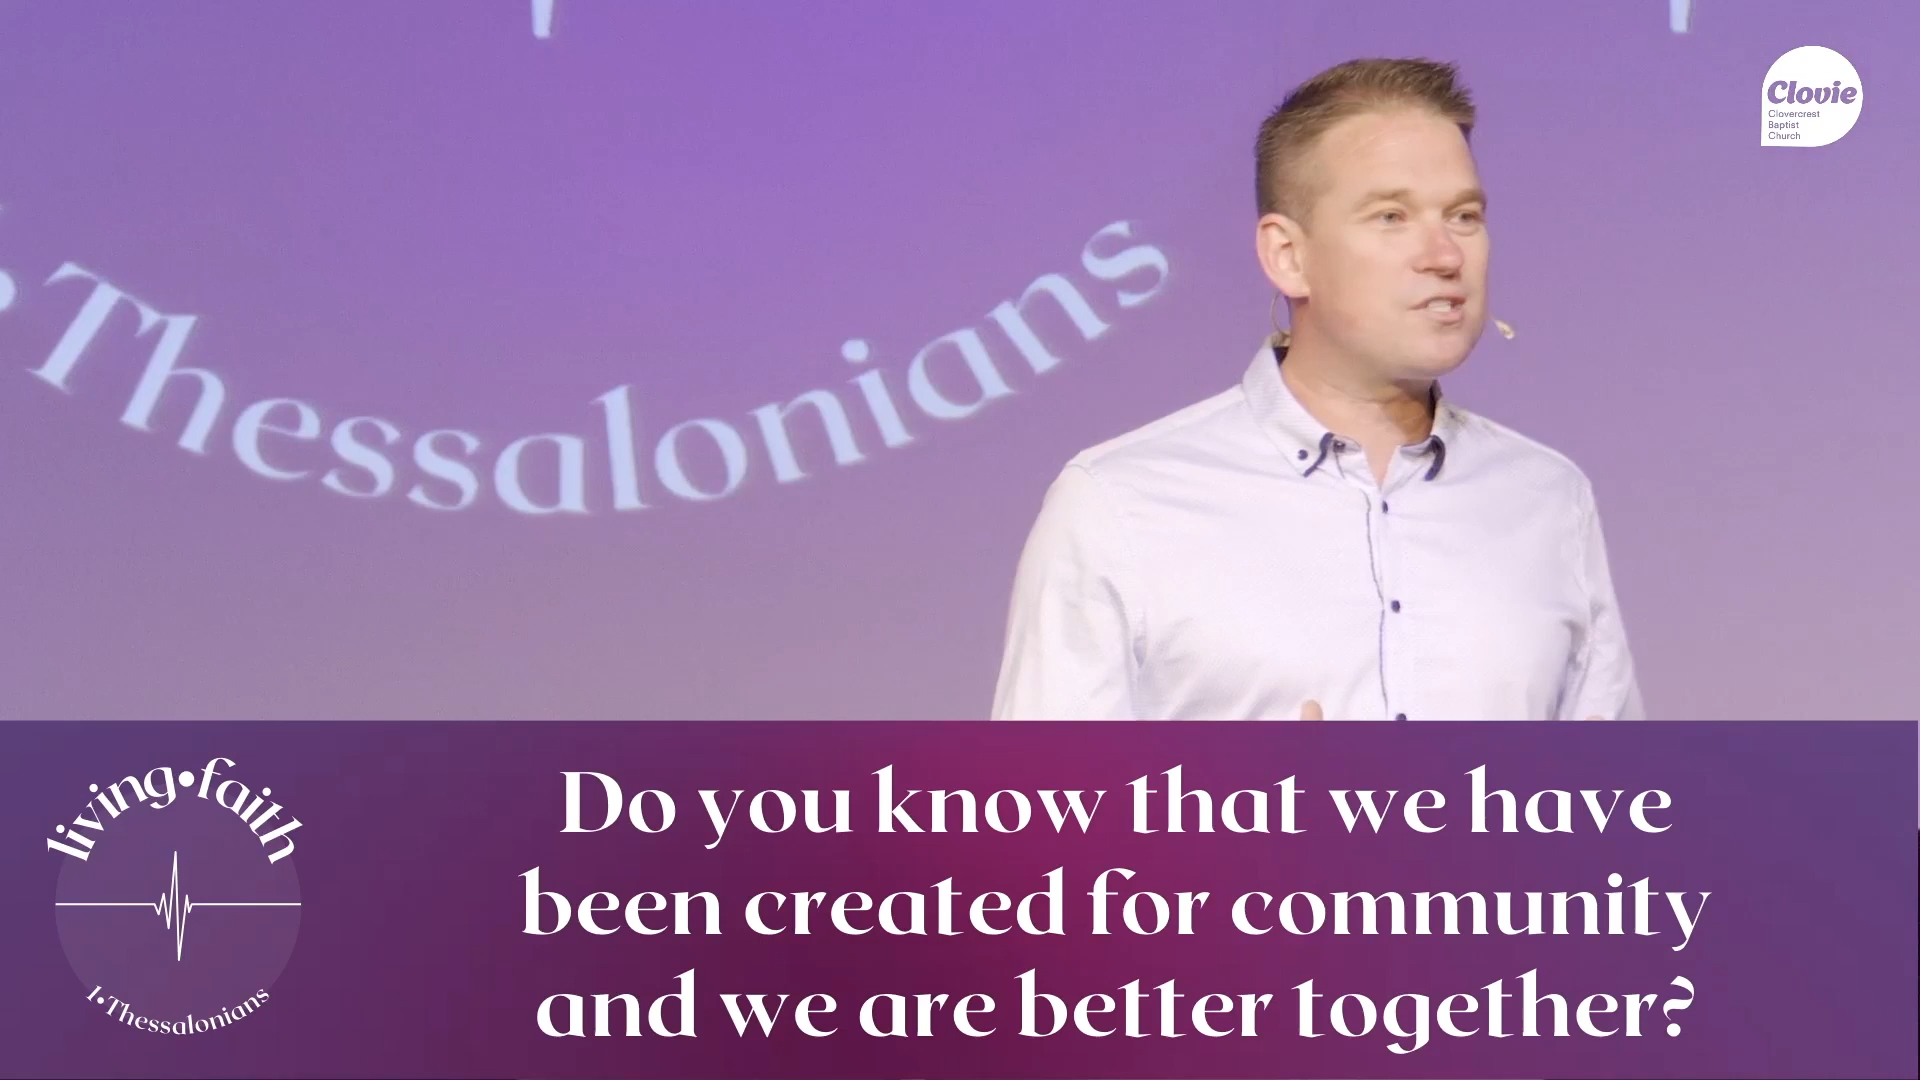 Clovie
Clovercrest
Baptist
Church
Thessalonians
living•faith
1•Thessalonians
Do you know that we have
been created for community
and we are better together?